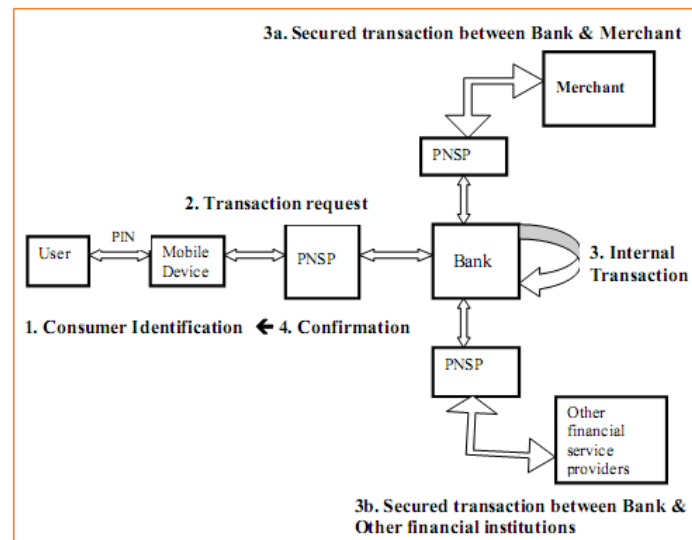 3a. Secured transaction between Bank & Merchant
Merchant
PNSP
2. Transaction request
User
PIN
Mobile
Device
PNSP
Bank
3. Internal
Transaction
1. Consumer Identification ← 4. Confirmation
PNSP
Other
financial
service
providers
3b. Secured transaction between Bank &
Other financial institutions